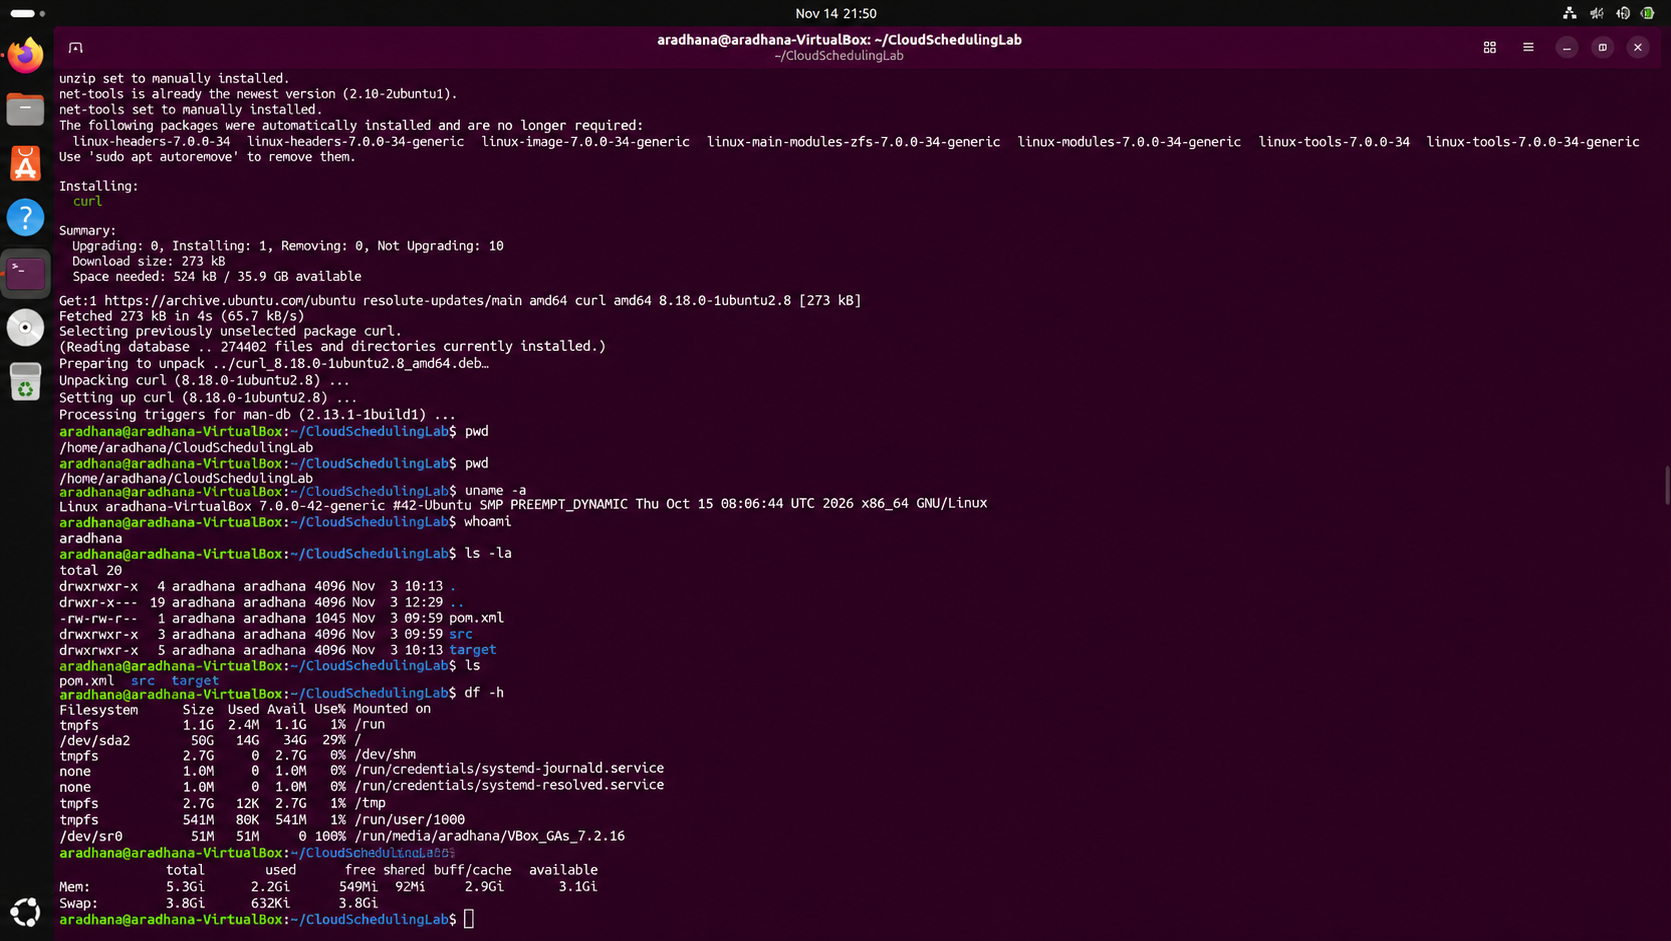 Nov 14 21:50
aradhana@aradhana-VirtualBox: ~/CloudSchedulingLab
~/CloudSchedulingLab
unzip set to manually installed.
net-tools is already the newest version (2.10-2ubuntu1).
net-tools set to manually installed.
The following packages were automatically installed and are no longer required:
linux-headers-7.0.0-34 linux-headers-7.0.0-34-generic linux-image-7.0.0-34-generic linux-main-modules-zfs-7.0.0-34-generic linux-modules-7.0.0-34-generic linux-tools-7.0.0-34 linux-tools-7.0.0-34-generic
Use 'sudo apt autoremove' to remove them.
Installing:
curl
Summary:
Upgrading: 0, Installing: 1, Removing: 0, Not Upgrading: 10
Download size: 273 kB
Space needed: 524 kB / 35.9 GB available
Get:1 https://archive.ubuntu.com/ubuntu resolute-updates/main amd64 curl amd64 8.18.0-1ubuntu2.8 [273 kB]
Fetched 273 kB in 4s (65.7 kB/s)
Selecting previously unselected package curl.
(Reading database .. 274402 files and directories currently installed.)
Preparing to unpack ../curl_8.18.0-1ubuntu2.8_amd64.deb…
Unpacking curl (8.18.0-1ubuntu2.8) ...
Setting up curl (8.18.0-1ubuntu2.8) ...
Processing triggers for man-db (2.13.1-1build1) ...
aradhana@aradhana-VirtualBox:~/CloudSchedulingLab$ pwd
/home/aradhana/CloudSchedulingLab
aradhana@aradhana-VirtualBox:~/CloudSchedulingLab$ pwd
/home/aradhana/CloudSchedulingLab
aradhana@aradhana-VirtualBox:~/CloudSchedulingLab$ uname -a
Linux aradhana-VirtualBox 7.0.0-42-generic #42-Ubuntu SMP PREEMPT_DYNAMIC Thu Oct 15 08:06:44 UTC 2026 x86_64 GNU/Linux
aradhana@aradhana-VirtualBox:~/CloudSchedulingLab$ whoami
aradhana
aradhana@aradhana-VirtualBox:~/CloudSchedulingLab$ ls -la
total 20
drwxrwxr-x 4 aradhana aradhana 4096 Nov 3 10:13 .
drwxr-x--- 19 aradhana aradhana 4096 Nov 3 12:29 ..
-rw-rw-r-- 1 aradhana aradhana 1045 Nov 3 09:59 pom.xml
drwxrwxr-x 3 aradhana aradhana 4096 Nov 3 09:59 src
drwxrwxr-x 5 aradhana aradhana 4096 Nov 3 10:13 target
aradhana@aradhana-VirtualBox:~/CloudSchedulingLab$ ls
pom.xml src target
aradhana@aradhana-VirtualBox:~/CloudSchedulingLab$ df -h
Filesystem Size Used Avail Use% Mounted on
tmpfs 1.1G 2.4M 1.1G 1% /run
/dev/sda2 50G 14G 34G 29% /
tmpfs 2.7G 0 2.7G 0% /dev/shm
none 1.0M 0 1.0M 0% /run/credentials/systemd-journald.service
none 1.0M 0 1.0M 0% /run/credentials/systemd-resolved.service
tmpfs 2.7G 12K 2.7G 1% /tmp
tmpfs 541M 80K 541M 1% /run/user/1000
/dev/sr0 51M 51M 0 100% /run/media/aradhana/VBox_GAs_7.2.16
aradhana@aradhana-VirtualBox:~/
total used free shared buff/cache available
Mem: 5.3Gi 2.2Gi 549Mi 92Mi 2.9Gi 3.1Gi
Swap: 3.8Gi 632Ki 3.8Gi
aradhana@aradhana-VirtualBox:~/CloudSchedulingLab$